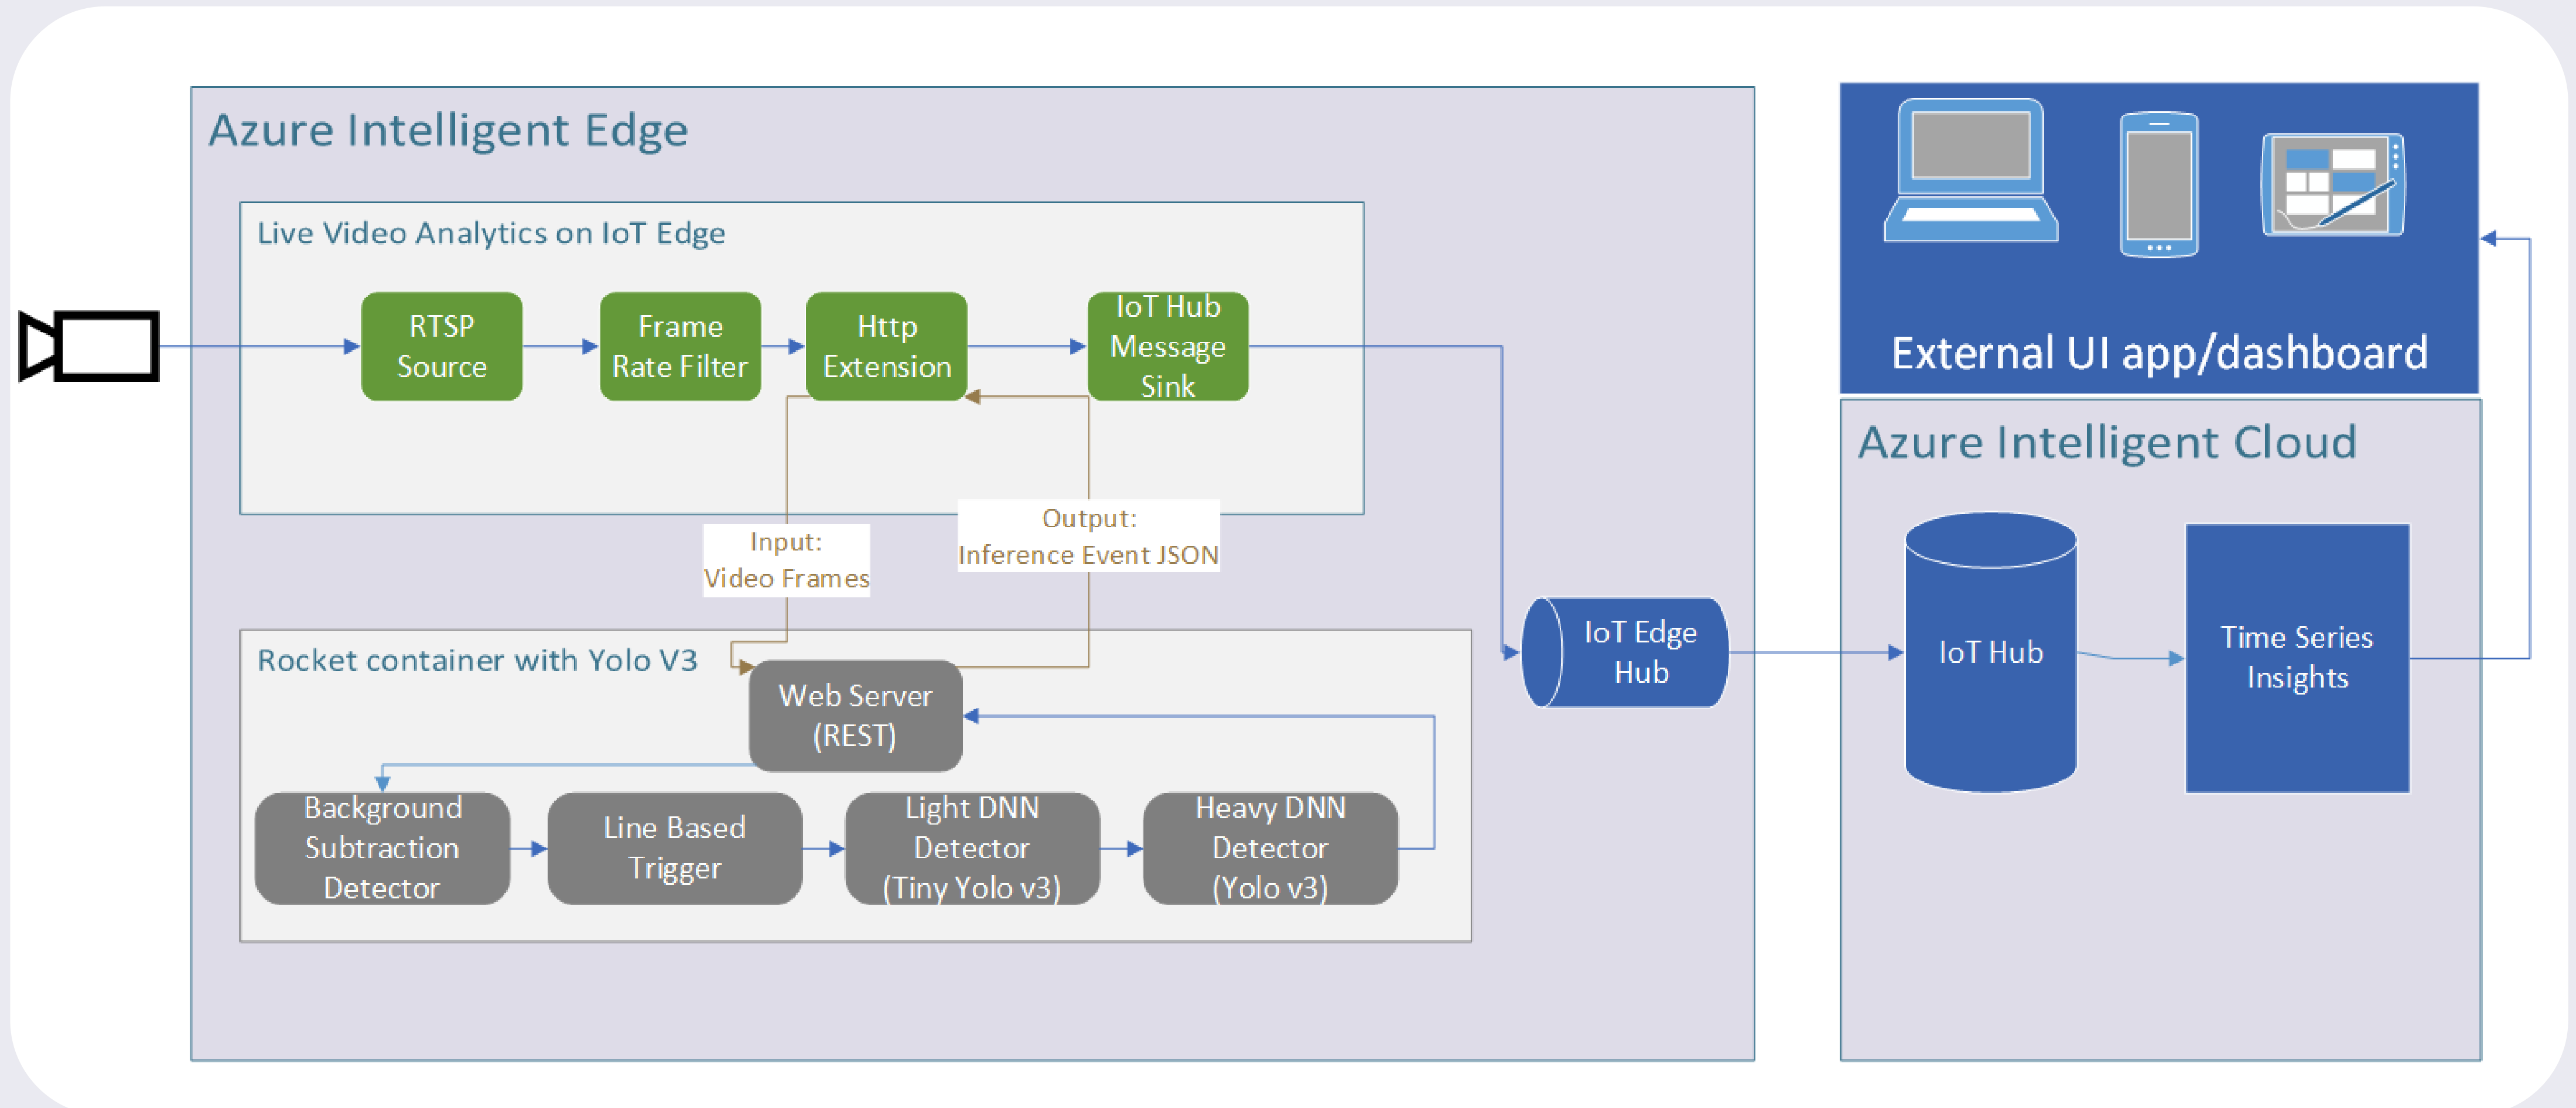 Azure Intelligent Edge
Live Video Analytics on IoT Edge
RTSP
Source
Frame
Rate Filter
Http
Extension
IoT Hub
Message
Sink
Input:
Video Frames
Output:
Inference Event JSON
Rocket container with Yolo V3
Web Server
(REST)
Background
Subtraction
Detector
Line Based
Trigger
Light DNN
Detector
(Tiny Yolo v3)
Heavy DNN
Detector
(Yolo v3)
IoT Edge
Hub
External UI app/dashboard
Azure Intelligent Cloud
IoT Hub
Time Series
Insights